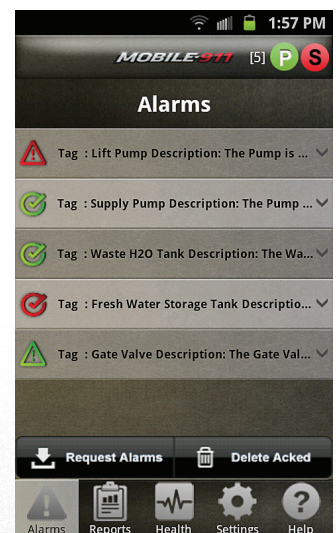 1:57 PM
MOBILE-911 [5] P S
Alarms
Tag : Lift Pump Description: The Pump is ...
Tag : Supply Pump Description: The Pump ...
Tag : Waste H2O Tank Description: The Wa...
Tag : Fresh Water Storage Tank Descriptio...
Tag : Gate Valve Description: The Gate Val...
Request Alarms Delete Acked
Alarms Reports Health Settings Help